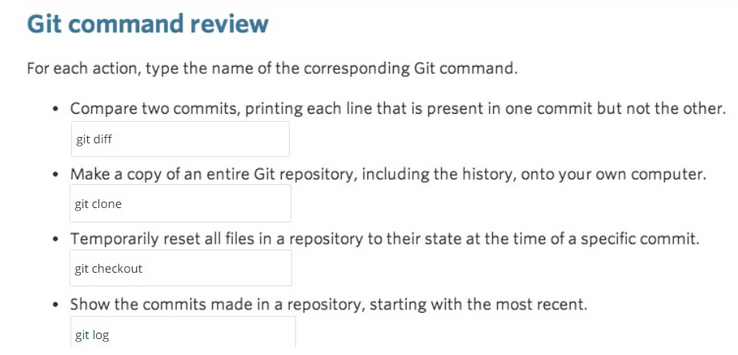 Git command review
For each action, type the name of the corresponding Git command.
• Compare two commits, printing each line that is present in one commit but not the other.
git diff
• Make a copy of an entire Git repository, including the history, onto your own computer.
git clone
• Temporarily reset all files in a repository to their state at the time of a specific commit.
git checkout
• Show the commits made in a repository, starting with the most recent.
git log